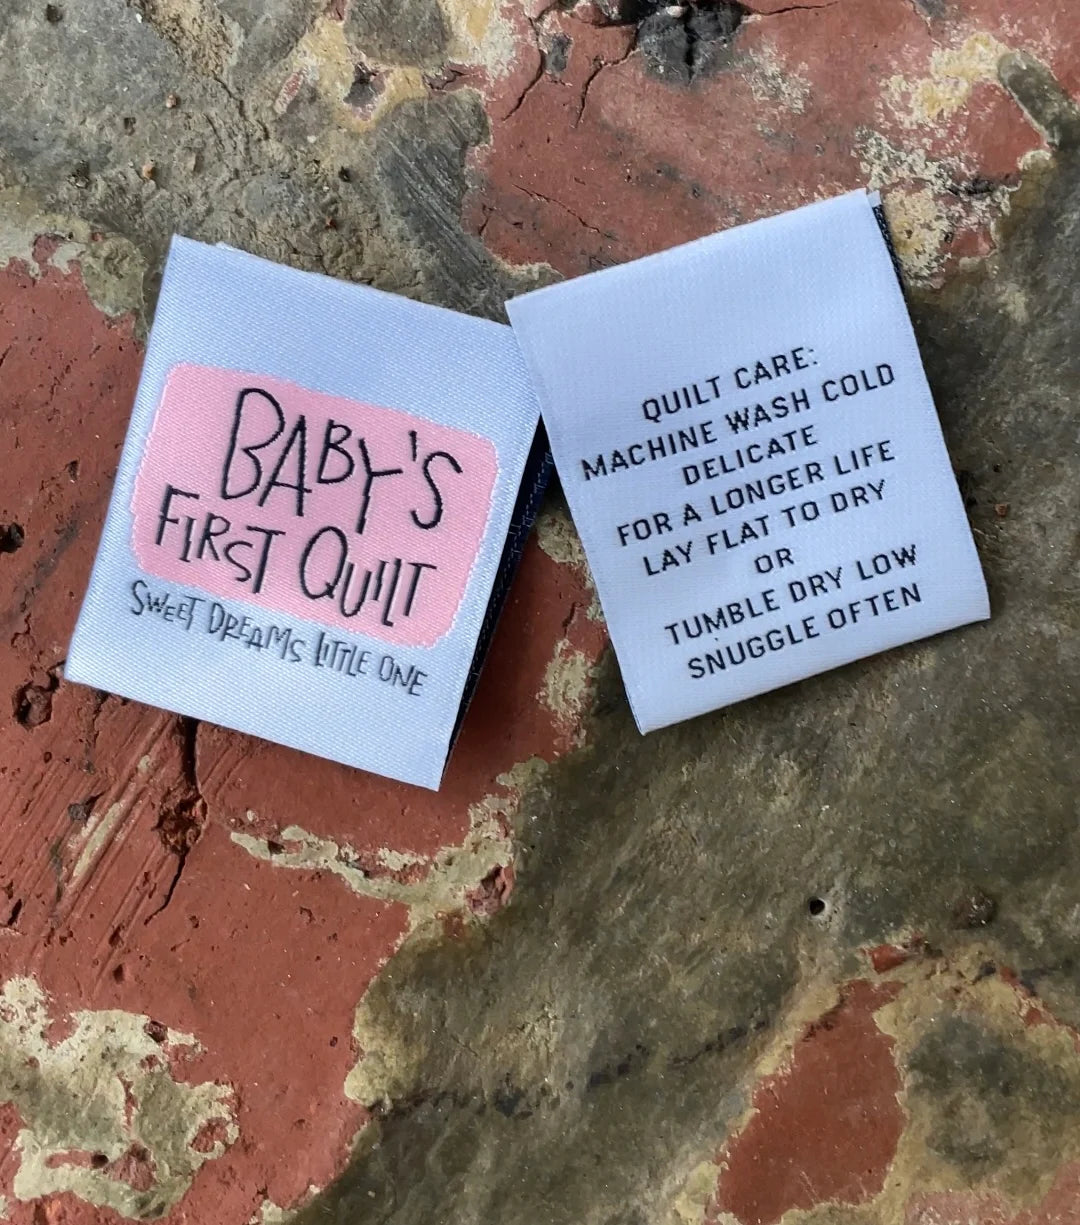 BABY'S
FIRST QUILT
SWEET DREAMS LITTLE ONE
QUILT CARE:
MACHINE WASH COLD
DELICATE
FOR A LONGER LIFE
LAY FLAT TO DRY
OR
TUMBLE DRY LOW
SNUGGLE OFTEN